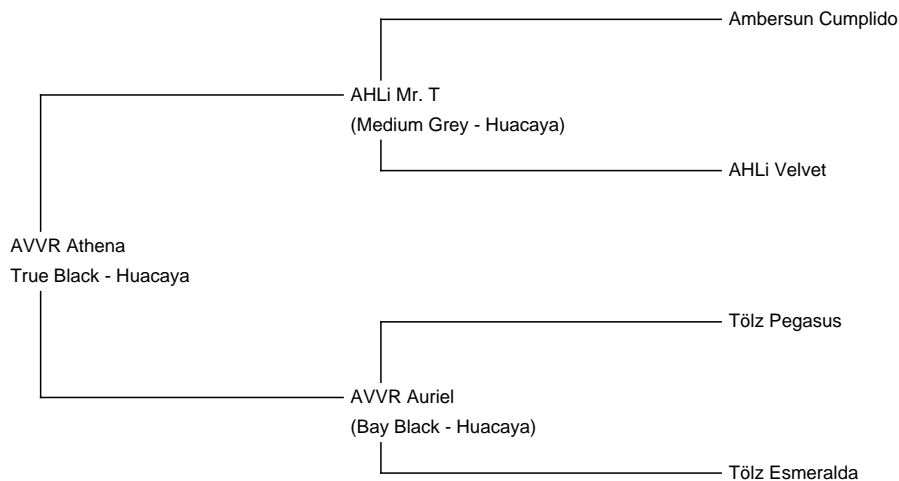 Ambersun Cumplido
AHLi Mr. T
(Medium Grey - Huacaya)
AHLi Velvet
AVVR Athena
True Black - Huacaya
Tölz Pegasus
AVVR Auriel
(Bay Black - Huacaya)
Tölz Esmeralda